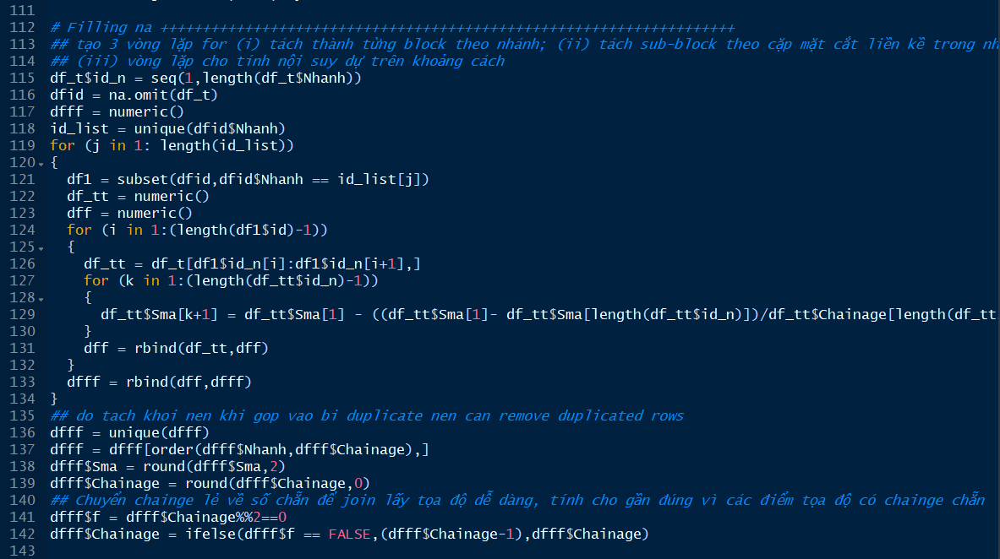 111
112 # Filling na ++++++++++++++++++++++++++++++++++++++++++++++++++++++++++++++++++++
113 ## tạo 3 vòng lặp for (i) tách thành từng block theo nhánh; (ii) tách sub-block theo cặp mặt cắt liền kề trong nh
114 ## (iii) vòng lặp cho tính nội suy dự trên khoảng cách
115 df_t$id_n = seq(1,length(df_t$Nhanh))
116 dfid = na.omit(df_t)
117 dfff = numeric()
118 id_list = unique(dfid$Nhanh)
119 for (j in 1: length(id_list))
120 {
121 df1 = subset(dfid,dfid$Nhanh == id_list[j])
122 df_tt = numeric()
123 dff = numeric()
124 for (i in 1:(length(df1$id)-1))
125 {
126 df_tt = df_t[df1$id_n[i]:df1$id_n[i+1],]
127 for (k in 1:(length(df_tt$id_n)-1))
128 {
129 df_tt$Sma[k+1] = df_tt$Sma[1] - ((df_tt$Sma[1]- df_tt$Sma[length(df_tt$id_n)])/df_tt$Chainage[length(df_tt
130 }
131 dff = rbind(df_tt,dff)
132 }
133 dfff = rbind(dff,dfff)
134 }
135 ## do tach khoi nen khi gop vao bi duplicate nen can remove duplicated rows
136 dfff = unique(dfff)
137 dfff = dfff[order(dfff$Nhanh,dfff$Chainage),]
138 dfff$Sma = round(dfff$Sma,2)
139 dfff$Chainage = round(dfff$Chainage,0)
140 ## Chuyển chainge lẻ về số chẵn để join lấy tọa độ dễ dàng, tính cho gần đúng vì các điểm tọa độ có chainge chẵn
141 dfff$f = dfff$Chainage%%2==0
142 dfff$Chainage = ifelse(dfff$f == FALSE,(dfff$Chainage-1),dfff$Chainage)
143